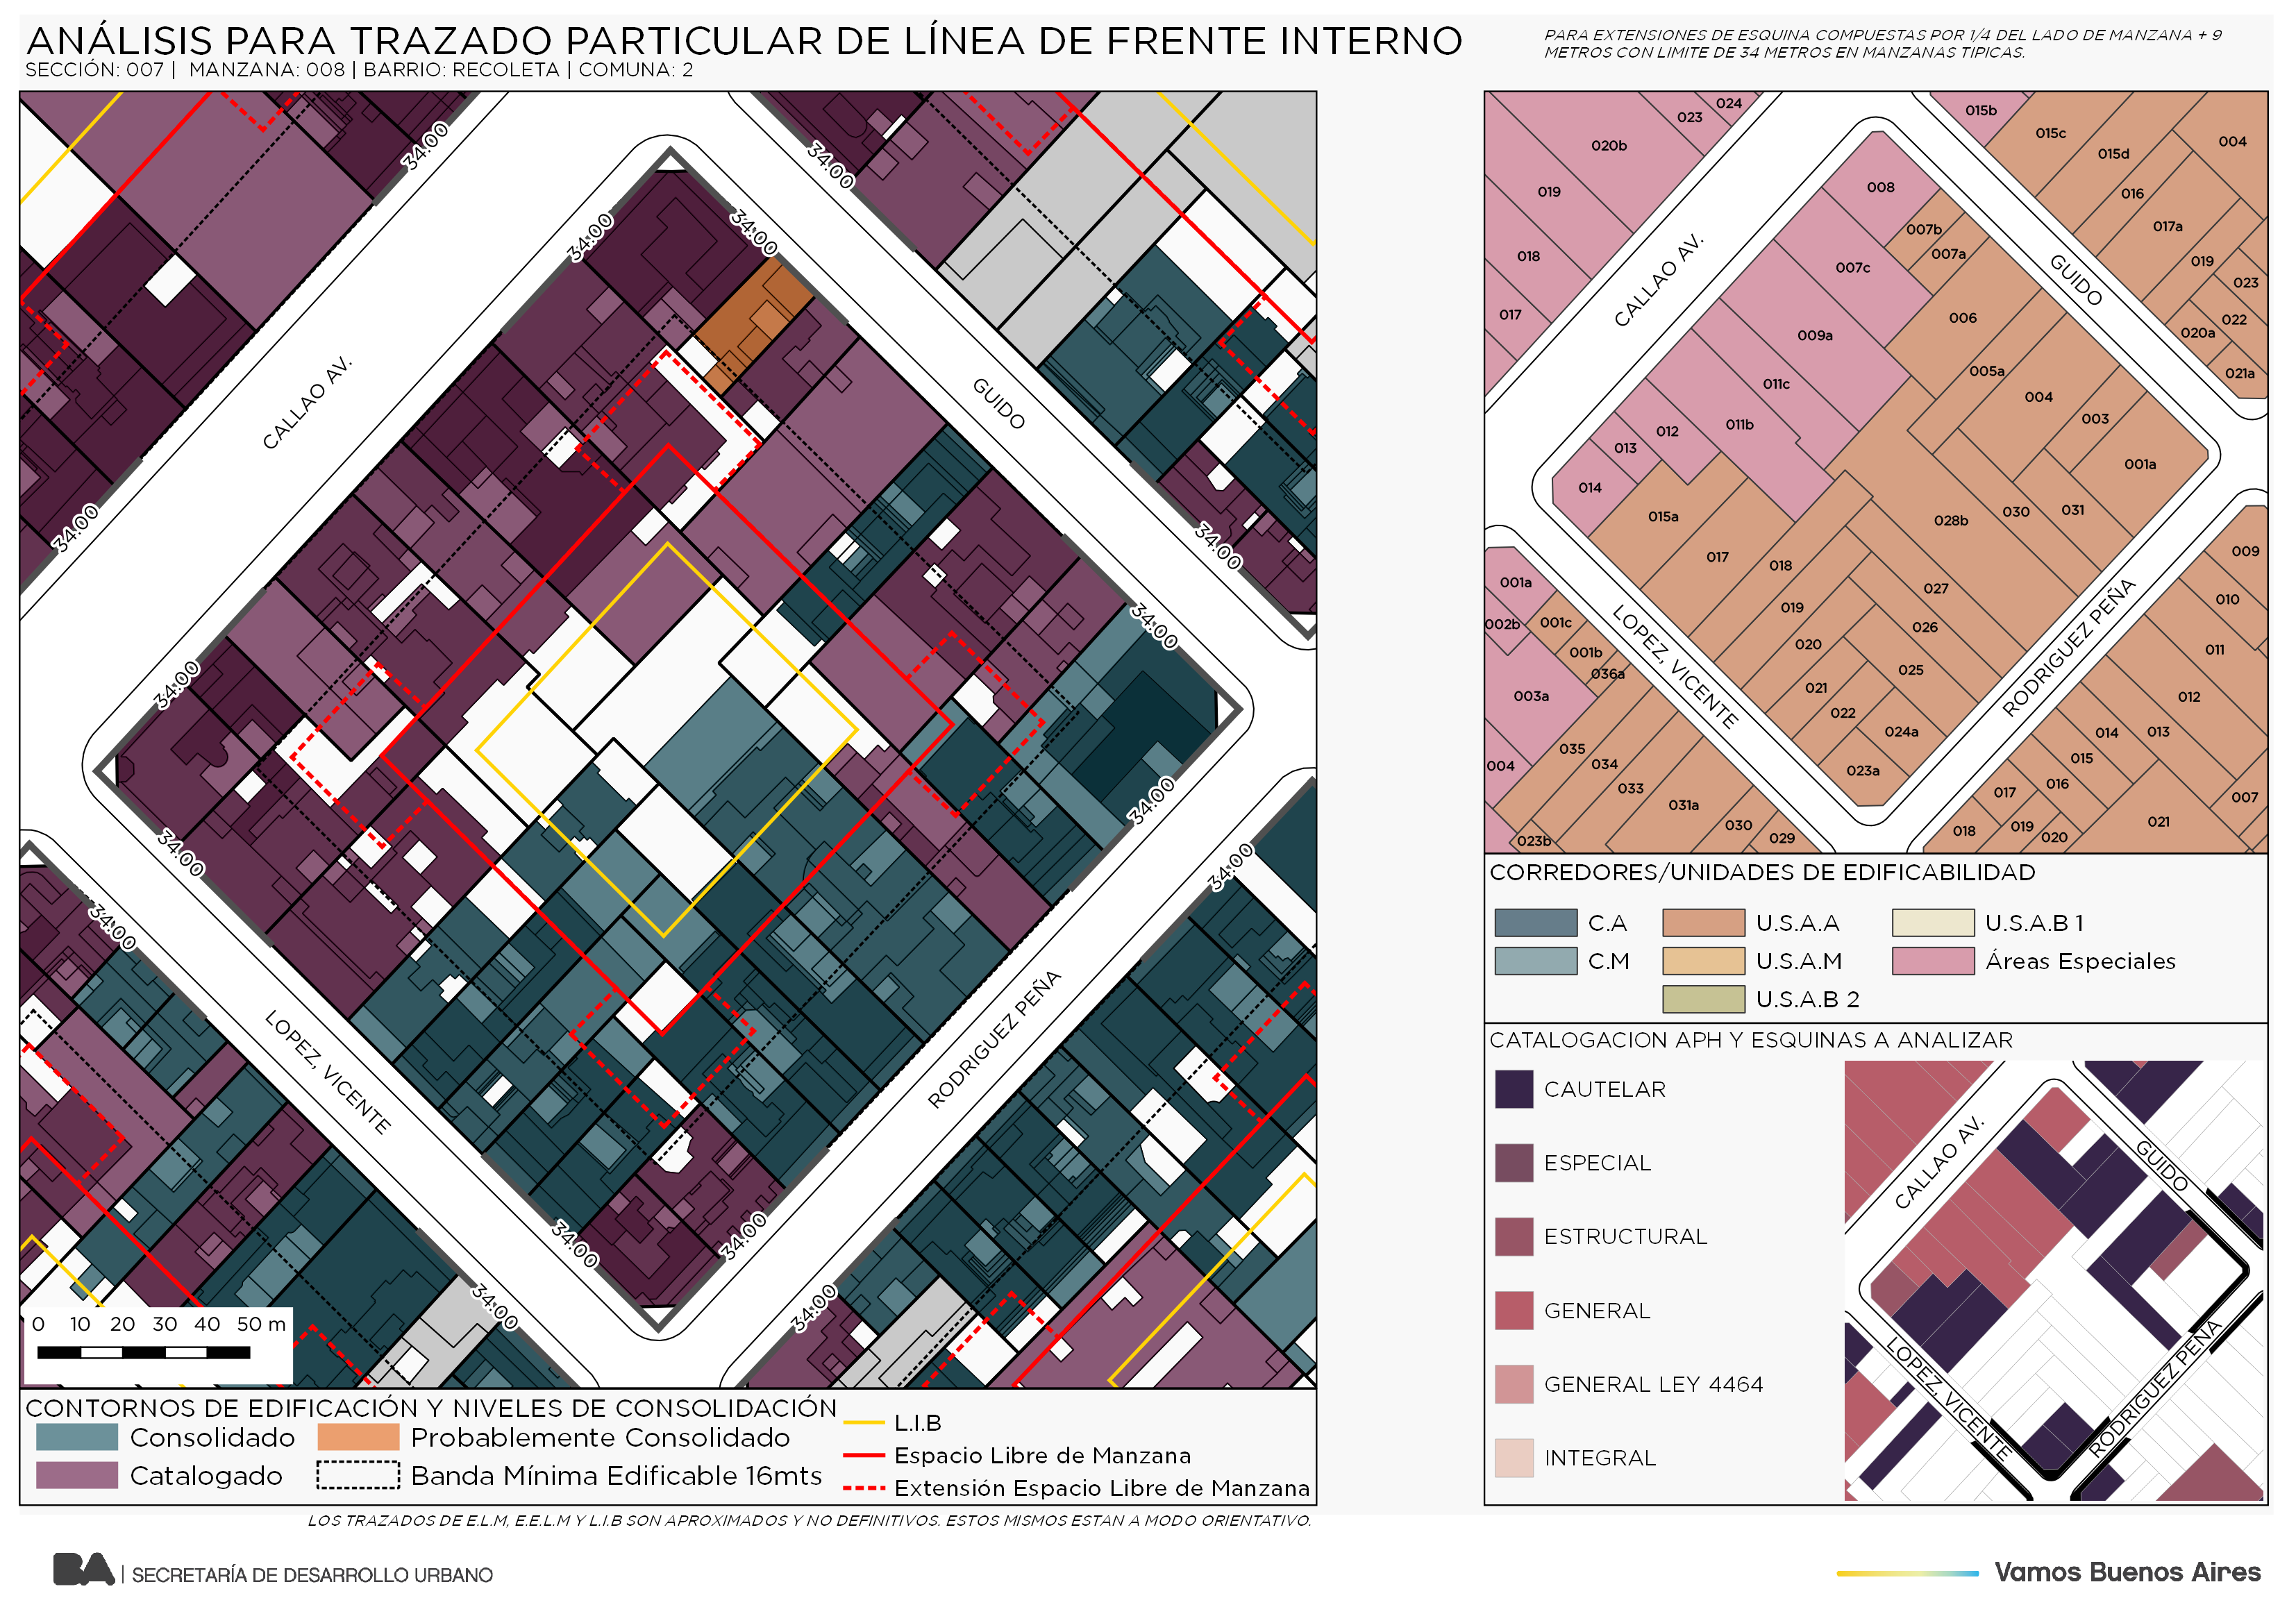 ANÁLISIS PARA TRAZADO PARTICULAR DE LÍNEA DE FRENTE INTERNO
SECCIÓN: 007 | MANZANA: 008 | BARRIO: RECOLETA | COMUNA: 2
PARA EXTENSIONES DE ESQUINA COMPUESTAS POR 1/4 DEL LADO DE MANZANA + 9
METROS CON LIMITE DE 34 METROS EN MANZANAS TIPICAS.
34.00
34.00
34.00
34.00
CALLAO AV.
GUIDO
34.00
34.00
34.00
34.00
34.00
34.00
34.00
34.00
LOPEZ, VICENTE
RODRIGUEZ PEÑA
34.00
34.00
34.00
34.00
0 10 20 30 40 50 m
CONTORNOS DE EDIFICACIÓN Y NIVELES DE CONSOLIDACIÓN
Consolidado
Probablemente Consolidado
Catalogado
Banda Mínima Edificable 16mts
L.I.B
Espacio Libre de Manzana
Extensión Espacio Libre de Manzana
LOS TRAZADOS DE E.L.M, E.E.L.M Y L.I.B SON APROXIMADOS Y NO DEFINITIVOS. ESTOS MISMOS ESTAN A MODO ORIENTATIVO.
020b
023
024
019
018
017
015b
015c
015d
004
016
017a
019
023
022
020a
021a
CALLAO AV.
GUIDO
008
007b
007a
007c
006
009a
005a
011c
004
003
012
011b
013
001a
014
015a
028b
030
031
017
018
027
019
026
020
025
021
022
024a
023a
LOPEZ, VICENTE
RODRIGUEZ PEÑA
001a
002b
001c
001b
036a
003a
035
004
034
033
031a
030
029
023b
009
010
011
012
014
013
015
016
017
007
018
019
020
021
CORREDORES/UNIDADES DE EDIFICABILIDAD
C.A
U.S.A.A
U.S.A.B 1
C.M
U.S.A.M
Áreas Especiales
U.S.A.B 2
CATALOGACION APH Y ESQUINAS A ANALIZAR
CAUTELAR
ESPECIAL
ESTRUCTURAL
GENERAL
GENERAL LEY 4464
INTEGRAL
CALLAO AV.
GUIDO
LOPEZ, VICENTE
RODRIGUEZ PEÑA
BA | SECRETARÍA DE DESARROLLO URBANO
Vamos Buenos Aires